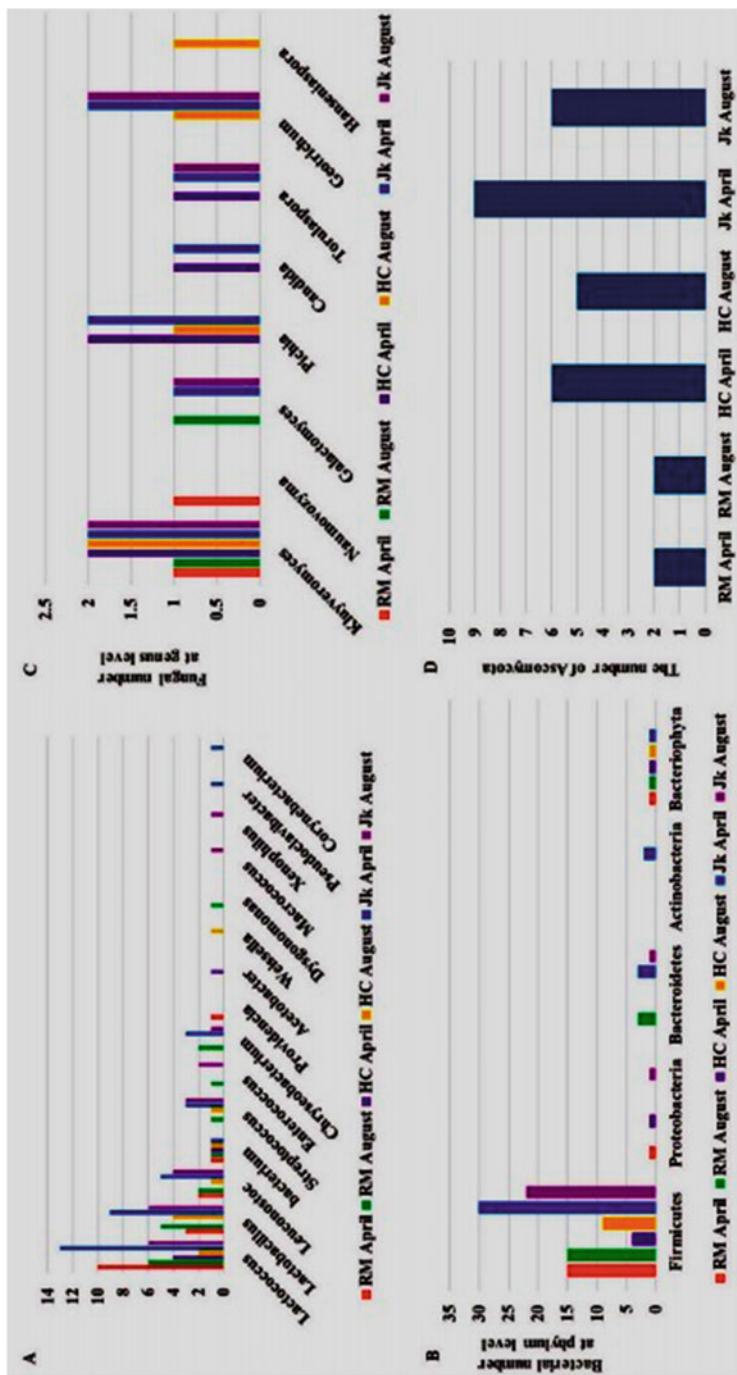 A
14
12
10
8
6
4
2
0
Lactococcus
Lactobacillus
Leuconostoc
bacterium
Streptococcus
Enterococcus
Chryseobacterium
Providencia
Acetobacter
Weissella
Dysgonomonas
Macrococcus
Xenophilus
Pseudoclavibacter
Corynebacterium
RM April RM August HC April HC August Jk April Jk August
B
Bacterial number
at phylum level
35
30
25
20
15
10
5
0
Firmicutes Proteobacteria Bacteroidetes Actinobacteria Bacteriophyta
RM April RM August HC April HC August Jk April Jk August
C
Fungal number
at genus level
2.5
2
1
1
0.5
0
Kluyveromyces
Naumovozyma
Galactomyces
Pichia
Candida
Torulaspora
Geotrichum
Hanseniaspora
RM April RM August HC April HC August Jk April Jk August
D
The number of Ascomycota
10
9
8
7
6
5
4
3
2
1
0
RM April RM August HC April HC August Jk April Jk August